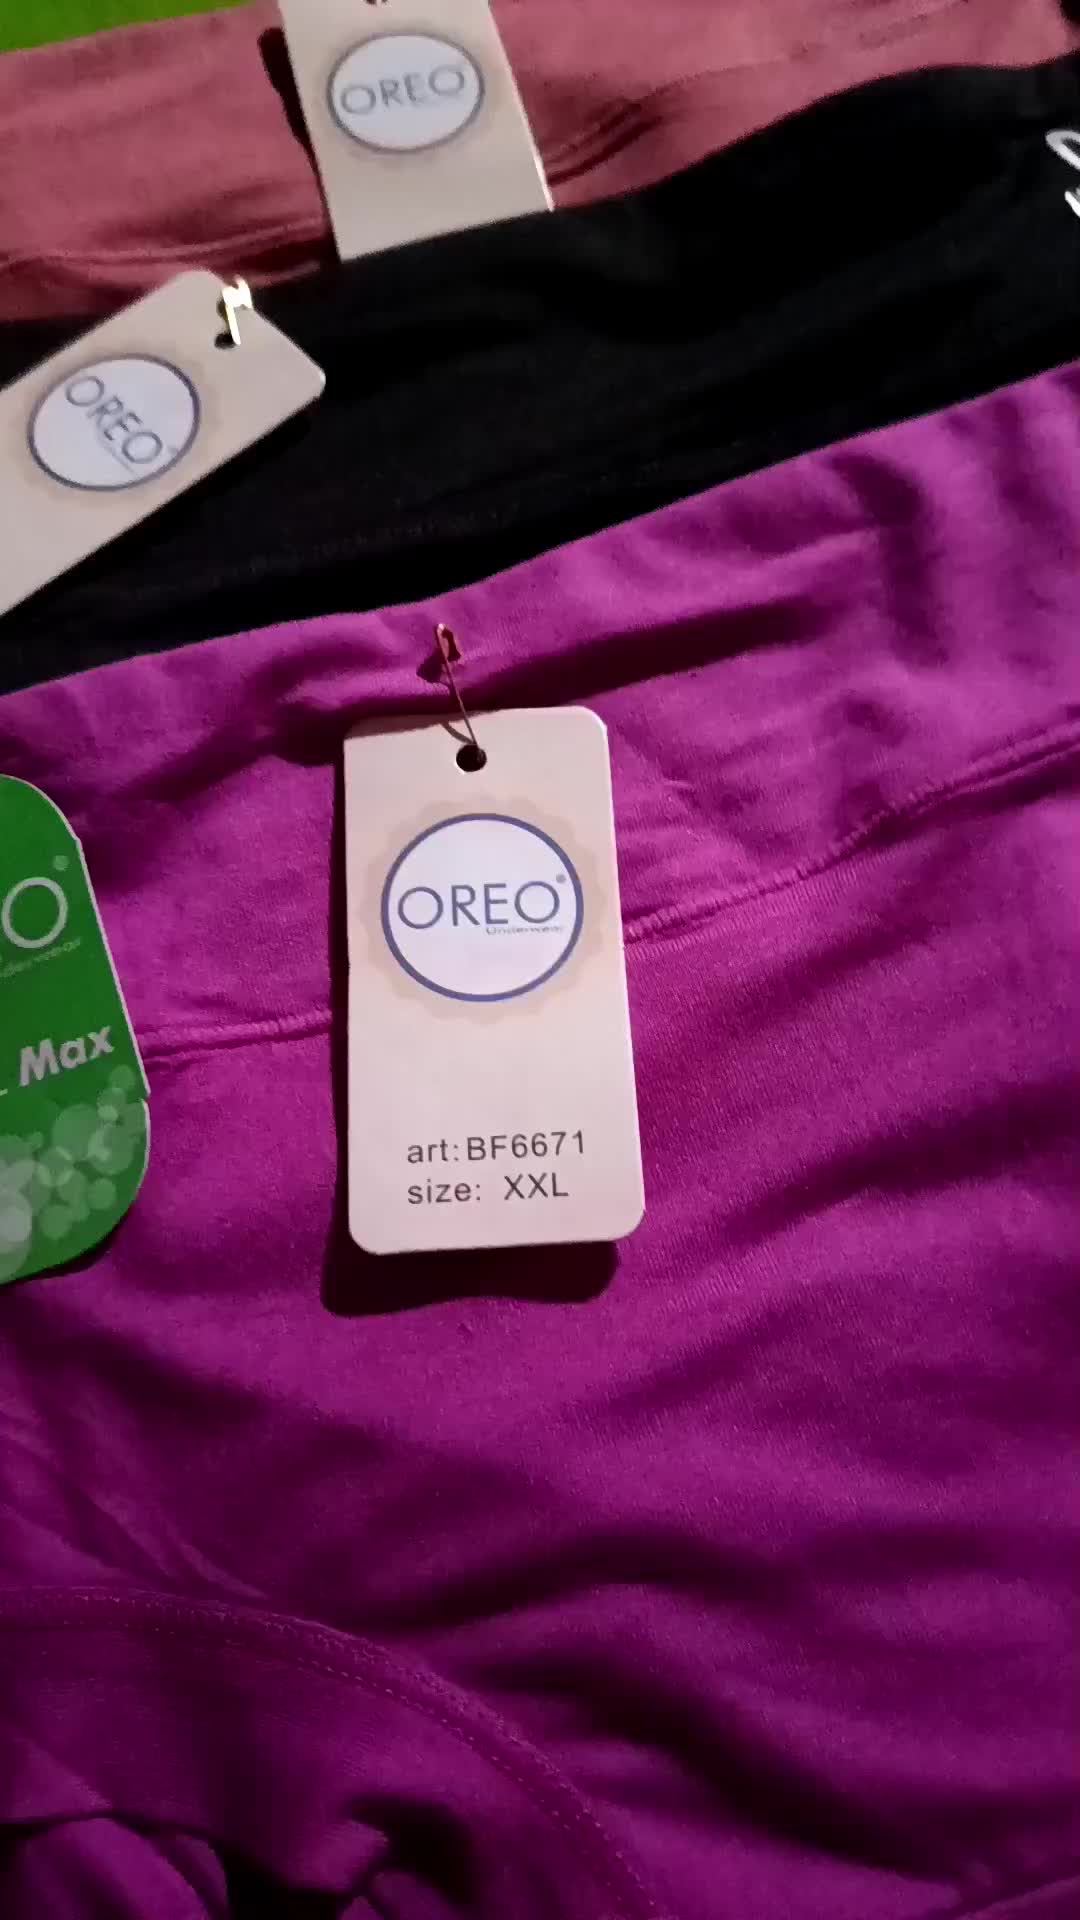 OREO
OREO
OREO®
Underwear
art:BF6671
size: XXL
Max